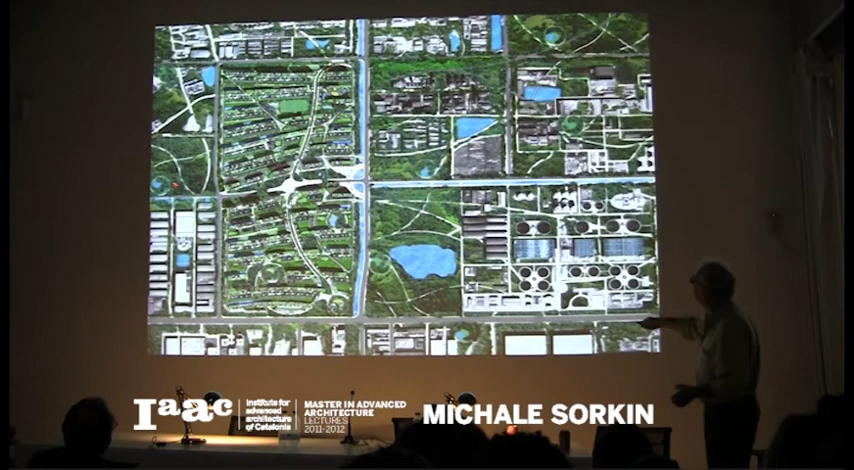 Iaac
Institute for
advanced
architecture
of Catalonia
MASTER IN ADVANCED
ARCHITECTURE
LECTURES
2011-2012
MICHALE SORKIN